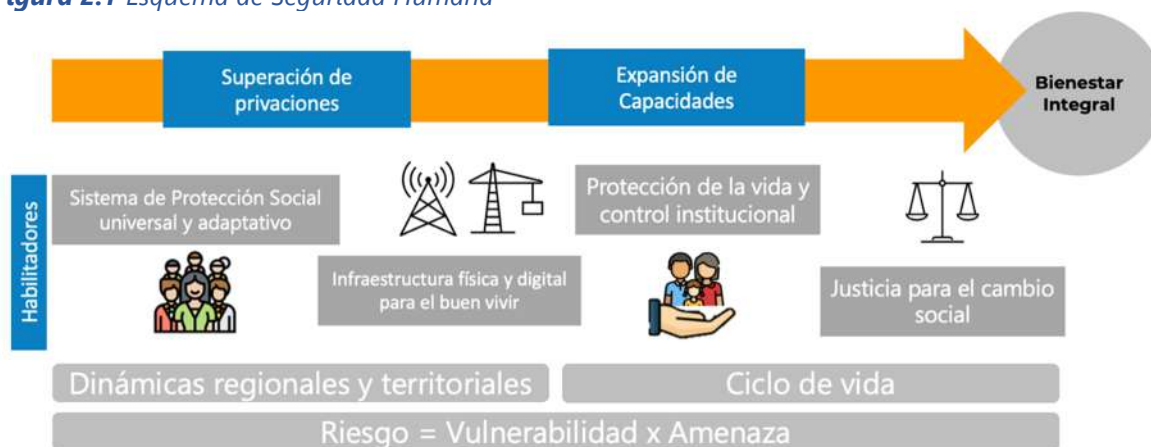 igura 2.1 Esquema de Seguridad Humana
Superación de
privaciones
Expansión de
Capacidades
Bienestar
Integral
Habilitadores
Sistema de Protección Social
universal y adaptativo
Infraestructura física y digital
para el buen vivir
Protección de la vida y
control institucional
Justicia para el cambio
social
Dinámicas regionales y territoriales
Ciclo de vida
Riesgo = Vulnerabilidad x Amenaza